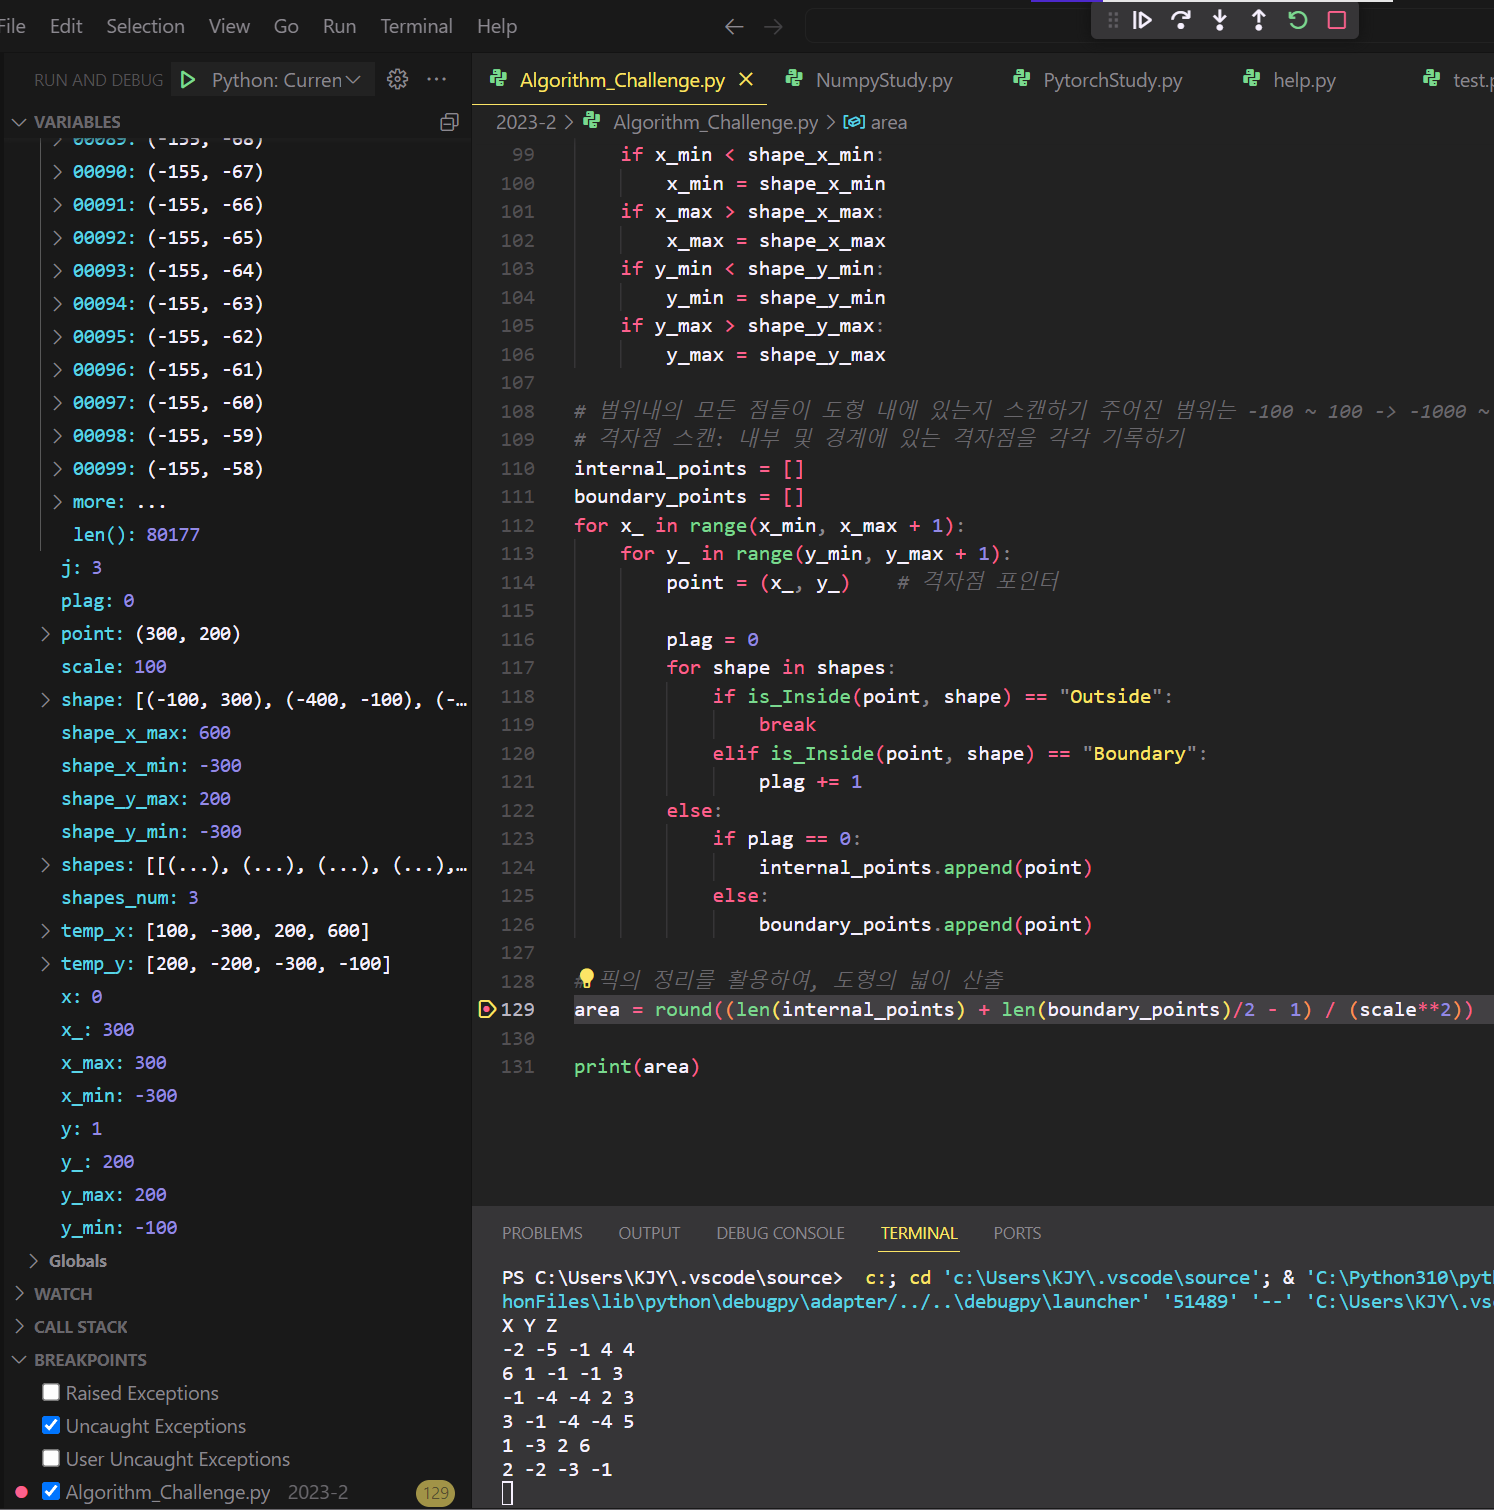 File Edit Selection View Go Run Terminal Help
RUN AND DEBUG Python: Curren
VARIABLES
00089: (-155, -68)
00090: (-155, -67)
00091: (-155, -66)
00092: (-155, -65)
00093: (-155, -64)
00094: (-155, -63)
00095: (-155, -62)
00096: (-155, -61)
00097: (-155, -60)
00098: (-155, -59)
00099: (-155, -58)
more: ...
len(): 80177
j: 3
plag: 0
point: (300, 200)
scale: 100
shape: [(-100, 300), (-400, -100), (-...
shape_x_max: 600
shape_x_min: -300
shape_y_max: 200
shape_y_min: -300
shapes: [[(...), (...), (...), (...),...
shapes_num: 3
temp_x: [100, -300, 200, 600]
temp_y: [200, -200, -300, -100]
x: 0
x_: 300
x_max: 300
x_min: -300
y: 1
y_: 200
y_max: 200
y_min: -100
Globals
WATCH
CALL STACK
BREAKPOINTS
Raised Exceptions
Uncaught Exceptions
User Uncaught Exceptions
Algorithm_Challenge.py 2023-2 129
Algorithm_Challenge.py NumpyStudy.py PytorchStudy.py help.py test.p
2023-2 > Algorithm_Challenge.py > area
99 if x_min < shape_x_min:
100 x_min = shape_x_min
101 if x_max > shape_x_max:
102 x_max = shape_x_max
103 if y_min < shape_y_min:
104 y_min = shape_y_min
105 if y_max > shape_y_max:
106 y_max = shape_y_max
107
108 # 범위내의 모든 점들이 도형 내에 있는지 스캔하기 주어진 범위는 -100 ~ 100 -> -1000 ~
109 # 격자점 스캔: 내부 및 경계에 있는 격자점을 각각 기록하기
110 internal_points = []
111 boundary_points = []
112 for x_ in range(x_min, x_max + 1):
113 for y_ in range(y_min, y_max + 1):
114 point = (x_, y_) # 격자점 포인터
115
116 plag = 0
117 for shape in shapes:
118 if is_Inside(point, shape) == "Outside":
119 break
120 elif is_Inside(point, shape) == "Boundary":
121 plag += 1
122 else:
123 if plag == 0:
124 internal_points.append(point)
125 else:
126 boundary_points.append(point)
127
128 # 픽의 정리를 활용하여, 도형의 넓이 산출
129 area = round((len(internal_points) + len(boundary_points)/2 - 1) / (scale**2))
130
131 print(area)
PROBLEMS OUTPUT DEBUG CONSOLE TERMINAL PORTS
PS C:\Users\KJY\.vscode\source> c:; cd 'c:\Users\KJY\.vscode\source'; & 'C:\Python310\pyt
honFiles\lib\python\debugpy\adapter/../..\debugpy\launcher' '51489' '--' 'C:\Users\KJY\.vs
X Y Z
-2 -5 -1 4 4
6 1 -1 -1 3
-1 -4 -4 2 3
3 -1 -4 -4 5
1 -3 2 6
2 -2 -3 -1